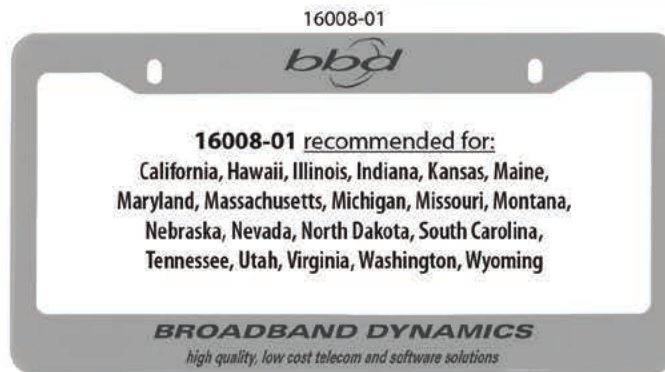 16008-01
bbd
16008-01 recommended for:
California, Hawaii, Illinois, Indiana, Kansas, Maine,
Maryland, Massachusetts, Michigan, Missouri, Montana,
Nebraska, Nevada, North Dakota, South Carolina,
Tennessee, Utah, Virginia, Washington, Wyoming
BROADBAND DYNAMICS
high quality, low cost telecom and software solutions